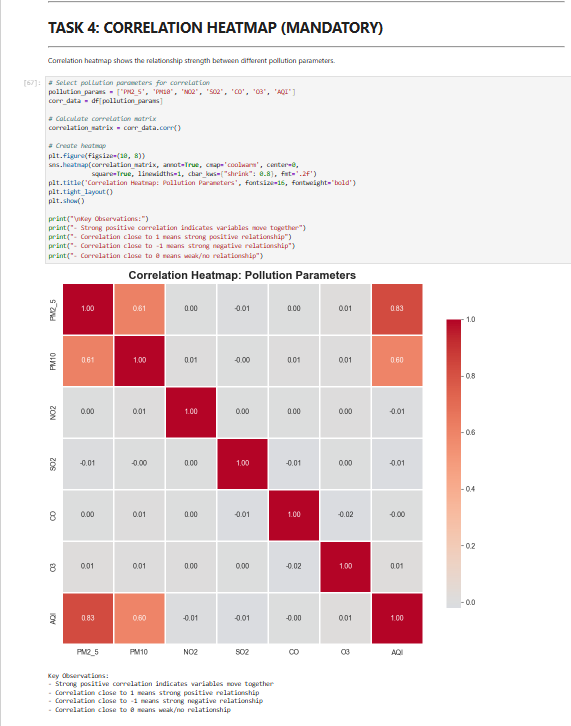 TASK 4: CORRELATION HEATMAP (MANDATORY)
Correlation heatmap shows the relationship strength between different pollution parameters.
[67]:
# Select pollution parameters for correlation
pollution_params = ['PM2_5', 'PM10', 'NO2', 'SO2', 'CO', 'O3', 'AQI']
corr_data = df[pollution_params]
# Calculate correlation matrix
correlation_matrix = corr_data.corr()
# Create heatmap
plt.figure(figsize=(10, 8))
sns.heatmap(correlation_matrix, annot=True, cmap='coolwarm', center=0,
square=True, linewidths=1, cbar_kws={"shrink": 0.8}, fmt='.2f')
plt.title('Correlation Heatmap: Pollution Parameters', fontsize=16, fontweight='bold')
plt.tight_layout()
plt.show()
print("\nKey Observations:")
print("- Strong positive correlation indicates variables move together")
print("- Correlation close to 1 means strong positive relationship")
print("- Correlation close to -1 means strong negative relationship")
print("- Correlation close to 0 means weak/no relationship")
Correlation Heatmap: Pollution Parameters
PM2_5 1.00 0.61 0.00 -0.01 0.00 0.01 0.83
PM10 0.61 1.00 0.01 -0.00 0.01 0.01 0.60
NO2 0.00 0.01 1.00 0.00 0.00 0.00 -0.01
SO2 -0.01 -0.00 0.00 1.00 -0.01 0.00 -0.01
CO 0.00 0.01 0.00 -0.01 1.00 -0.02 -0.00
O3 0.01 0.01 0.00 0.00 -0.02 1.00 0.01
AQI 0.83 0.60 -0.01 -0.01 -0.00 0.01 1.00
PM2_5 PM10 NO2 SO2 CO O3 AQI
1.0
0.8
0.6
0.4
0.2
0.0
Key Observations:
- Strong positive correlation indicates variables move together
- Correlation close to 1 means strong positive relationship
- Correlation close to -1 means strong negative relationship
- Correlation close to 0 means weak/no relationship